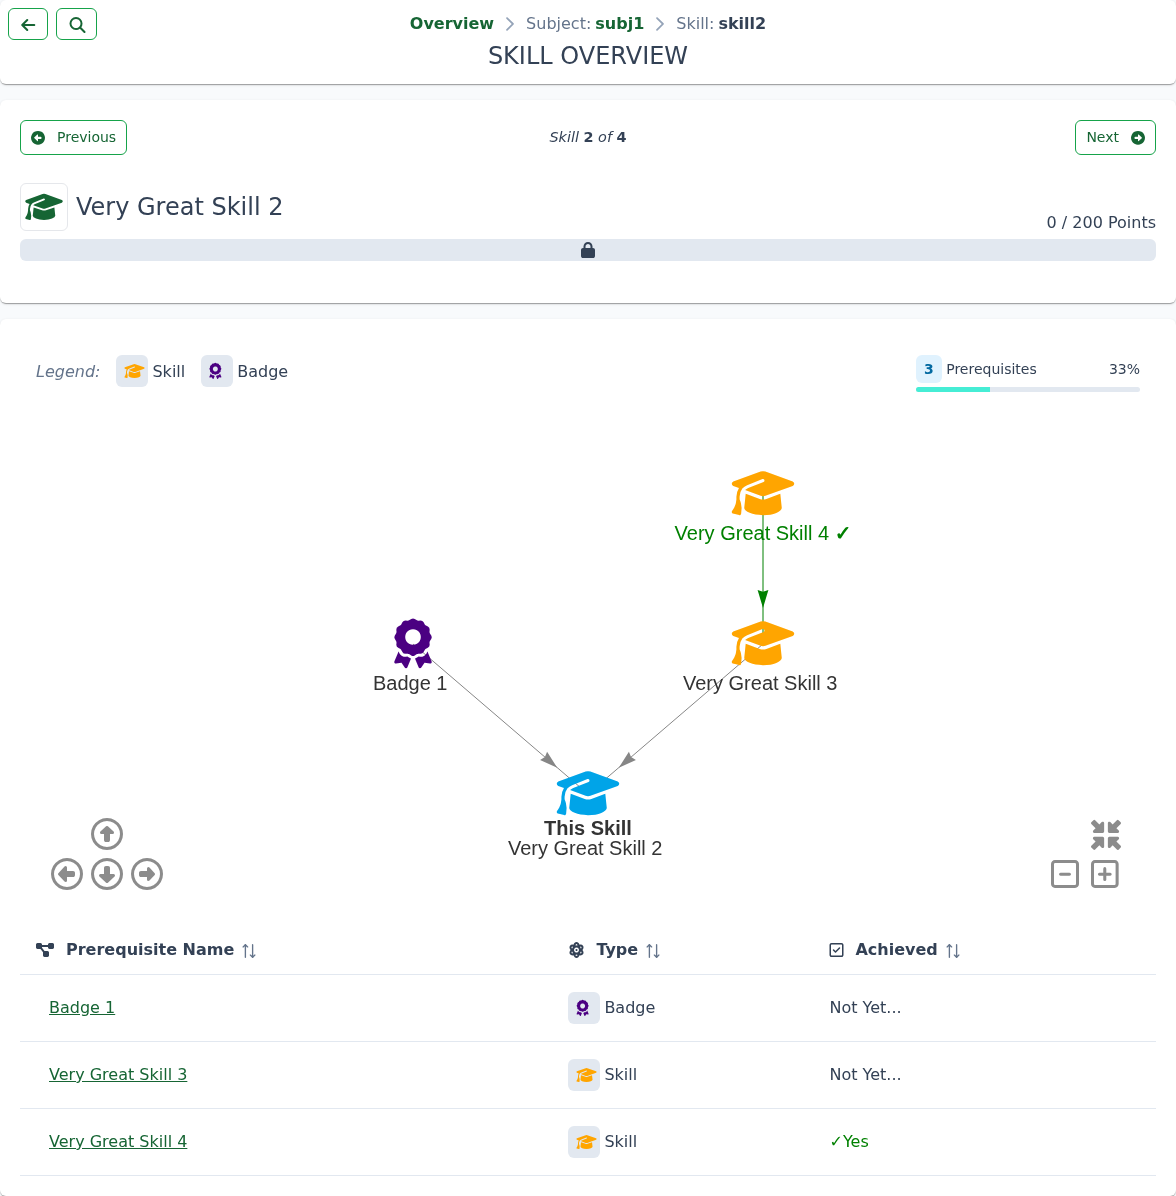 Overview > Subject: subj1 > Skill: skill2
SKILL OVERVIEW
Previous
Skill 2 of 4
Next
Very Great Skill 2
0 / 200 Points
Legend: Skill Badge
3 Prerequisites 33%
Very Great Skill 4 ✓
Badge 1
Very Great Skill 3
This Skill
Very Great Skill 2
Prerequisite Name Type Achieved
Badge 1 Badge Not Yet...
Very Great Skill 3 Skill Not Yet...
Very Great Skill 4 Skill ✓Yes